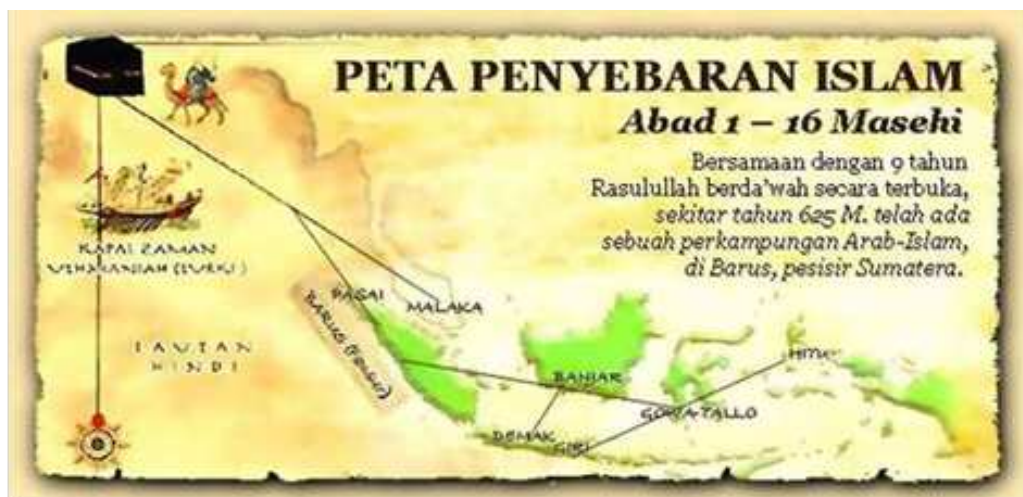 PETA PENYEBARAN ISLAM
Abad 1 – 16 Masehi
Bersamaan dengan 9 tahun
Rasulullah berda'wah secara terbuka,
sekitar tahun 625 M. telah ada
sebuah perkampungan Arab-Islam,
di Barus, pesisir Sumatera.
KAPAL ZAMAN
LAUTAN
HINDI
PASAI
MALAKA
BARUS
BANJAR
GOWA-TALLO
DEMAK
GIRI